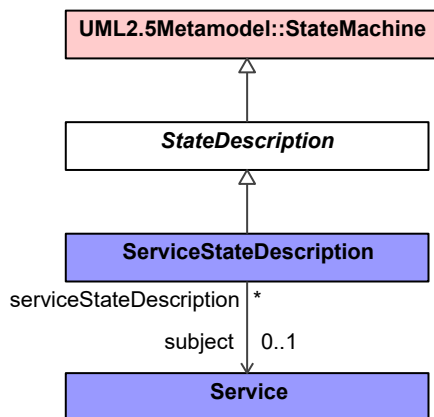 UML2.5Metamodel::StateMachine
StateDescription
ServiceStateDescription
serviceStateDescription *
subject 0..1
Service